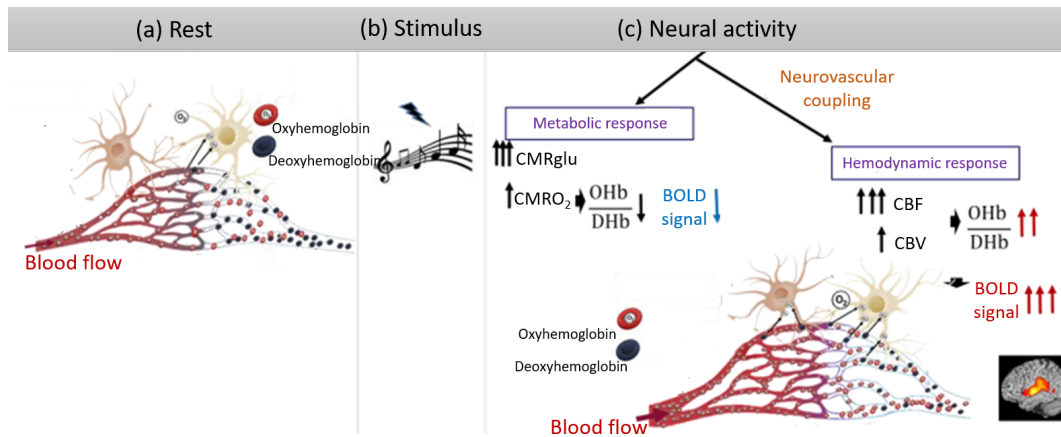 (a) Rest
(b) Stimulus
(c) Neural activity
O₂
Oxyhemoglobin
Deoxyhemoglobin
Blood flow
Neurovascular
coupling
Metabolic response
CMRglu
CMRO₂
OHb
DHb
BOLD
signal
Hemodynamic response
CBF
CBV
OHb
DHb
BOLD
signal
O₂
Oxyhemoglobin
Deoxyhemoglobin
Blood flow